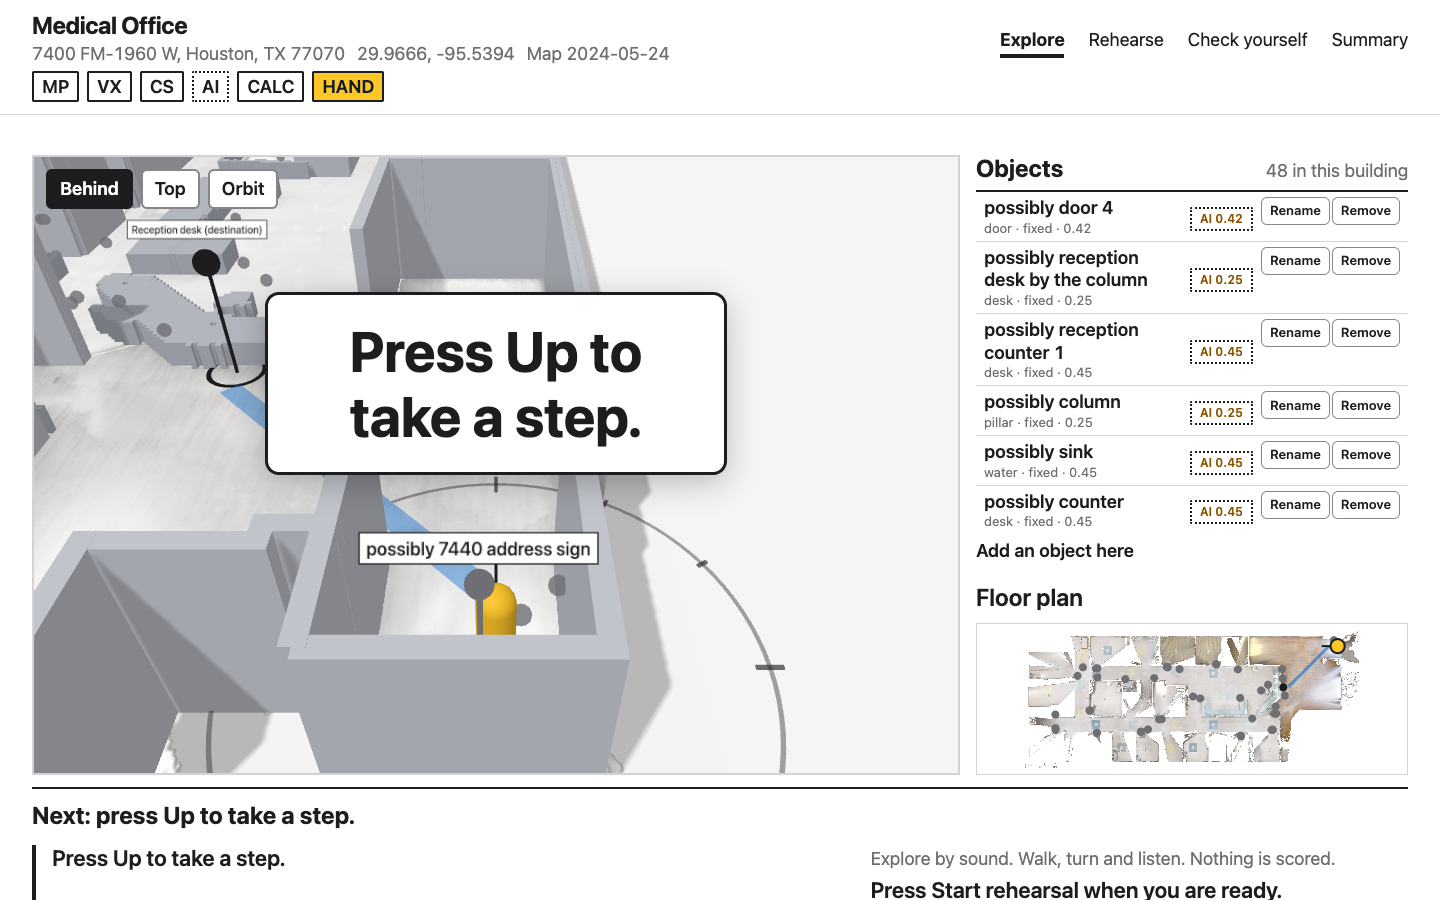 Medical Office
7400 FM-1960 W, Houston, TX 77070 29.9666, -95.5394 Map 2024-05-24
MP VX CS AI CALC HAND
Explore Rehearse Check yourself Summary
Behind Top Orbit
Reception desk (destination)
Press Up to
take a step.
possibly 7440 address sign
Objects 48 in this building
possibly door 4
door · fixed · 0.42
AI 0.42 Rename Remove
possibly reception
desk by the column
desk · fixed · 0.25
AI 0.25 Rename Remove
possibly reception
counter 1
desk · fixed · 0.45
AI 0.45 Rename Remove
possibly column
pillar · fixed · 0.25
AI 0.25 Rename Remove
possibly sink
water · fixed · 0.45
AI 0.45 Rename Remove
possibly counter
desk · fixed · 0.45
AI 0.45 Rename Remove
Add an object here
Floor plan
Next: press Up to take a step.
Press Up to take a step.
Explore by sound. Walk, turn and listen. Nothing is scored.
Press Start rehearsal when you are ready.